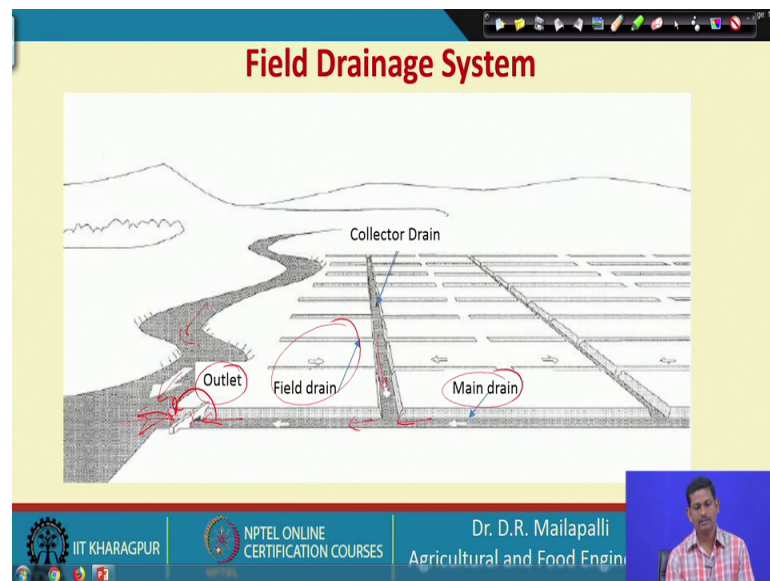 Field Drainage System
Collector Drain
Outlet
Field drain
Main drain
IIT KHARAGPUR
NPTEL ONLINE
CERTIFICATION COURSES
Dr. D.R. Mailapalli
Agricultural and Food Engine